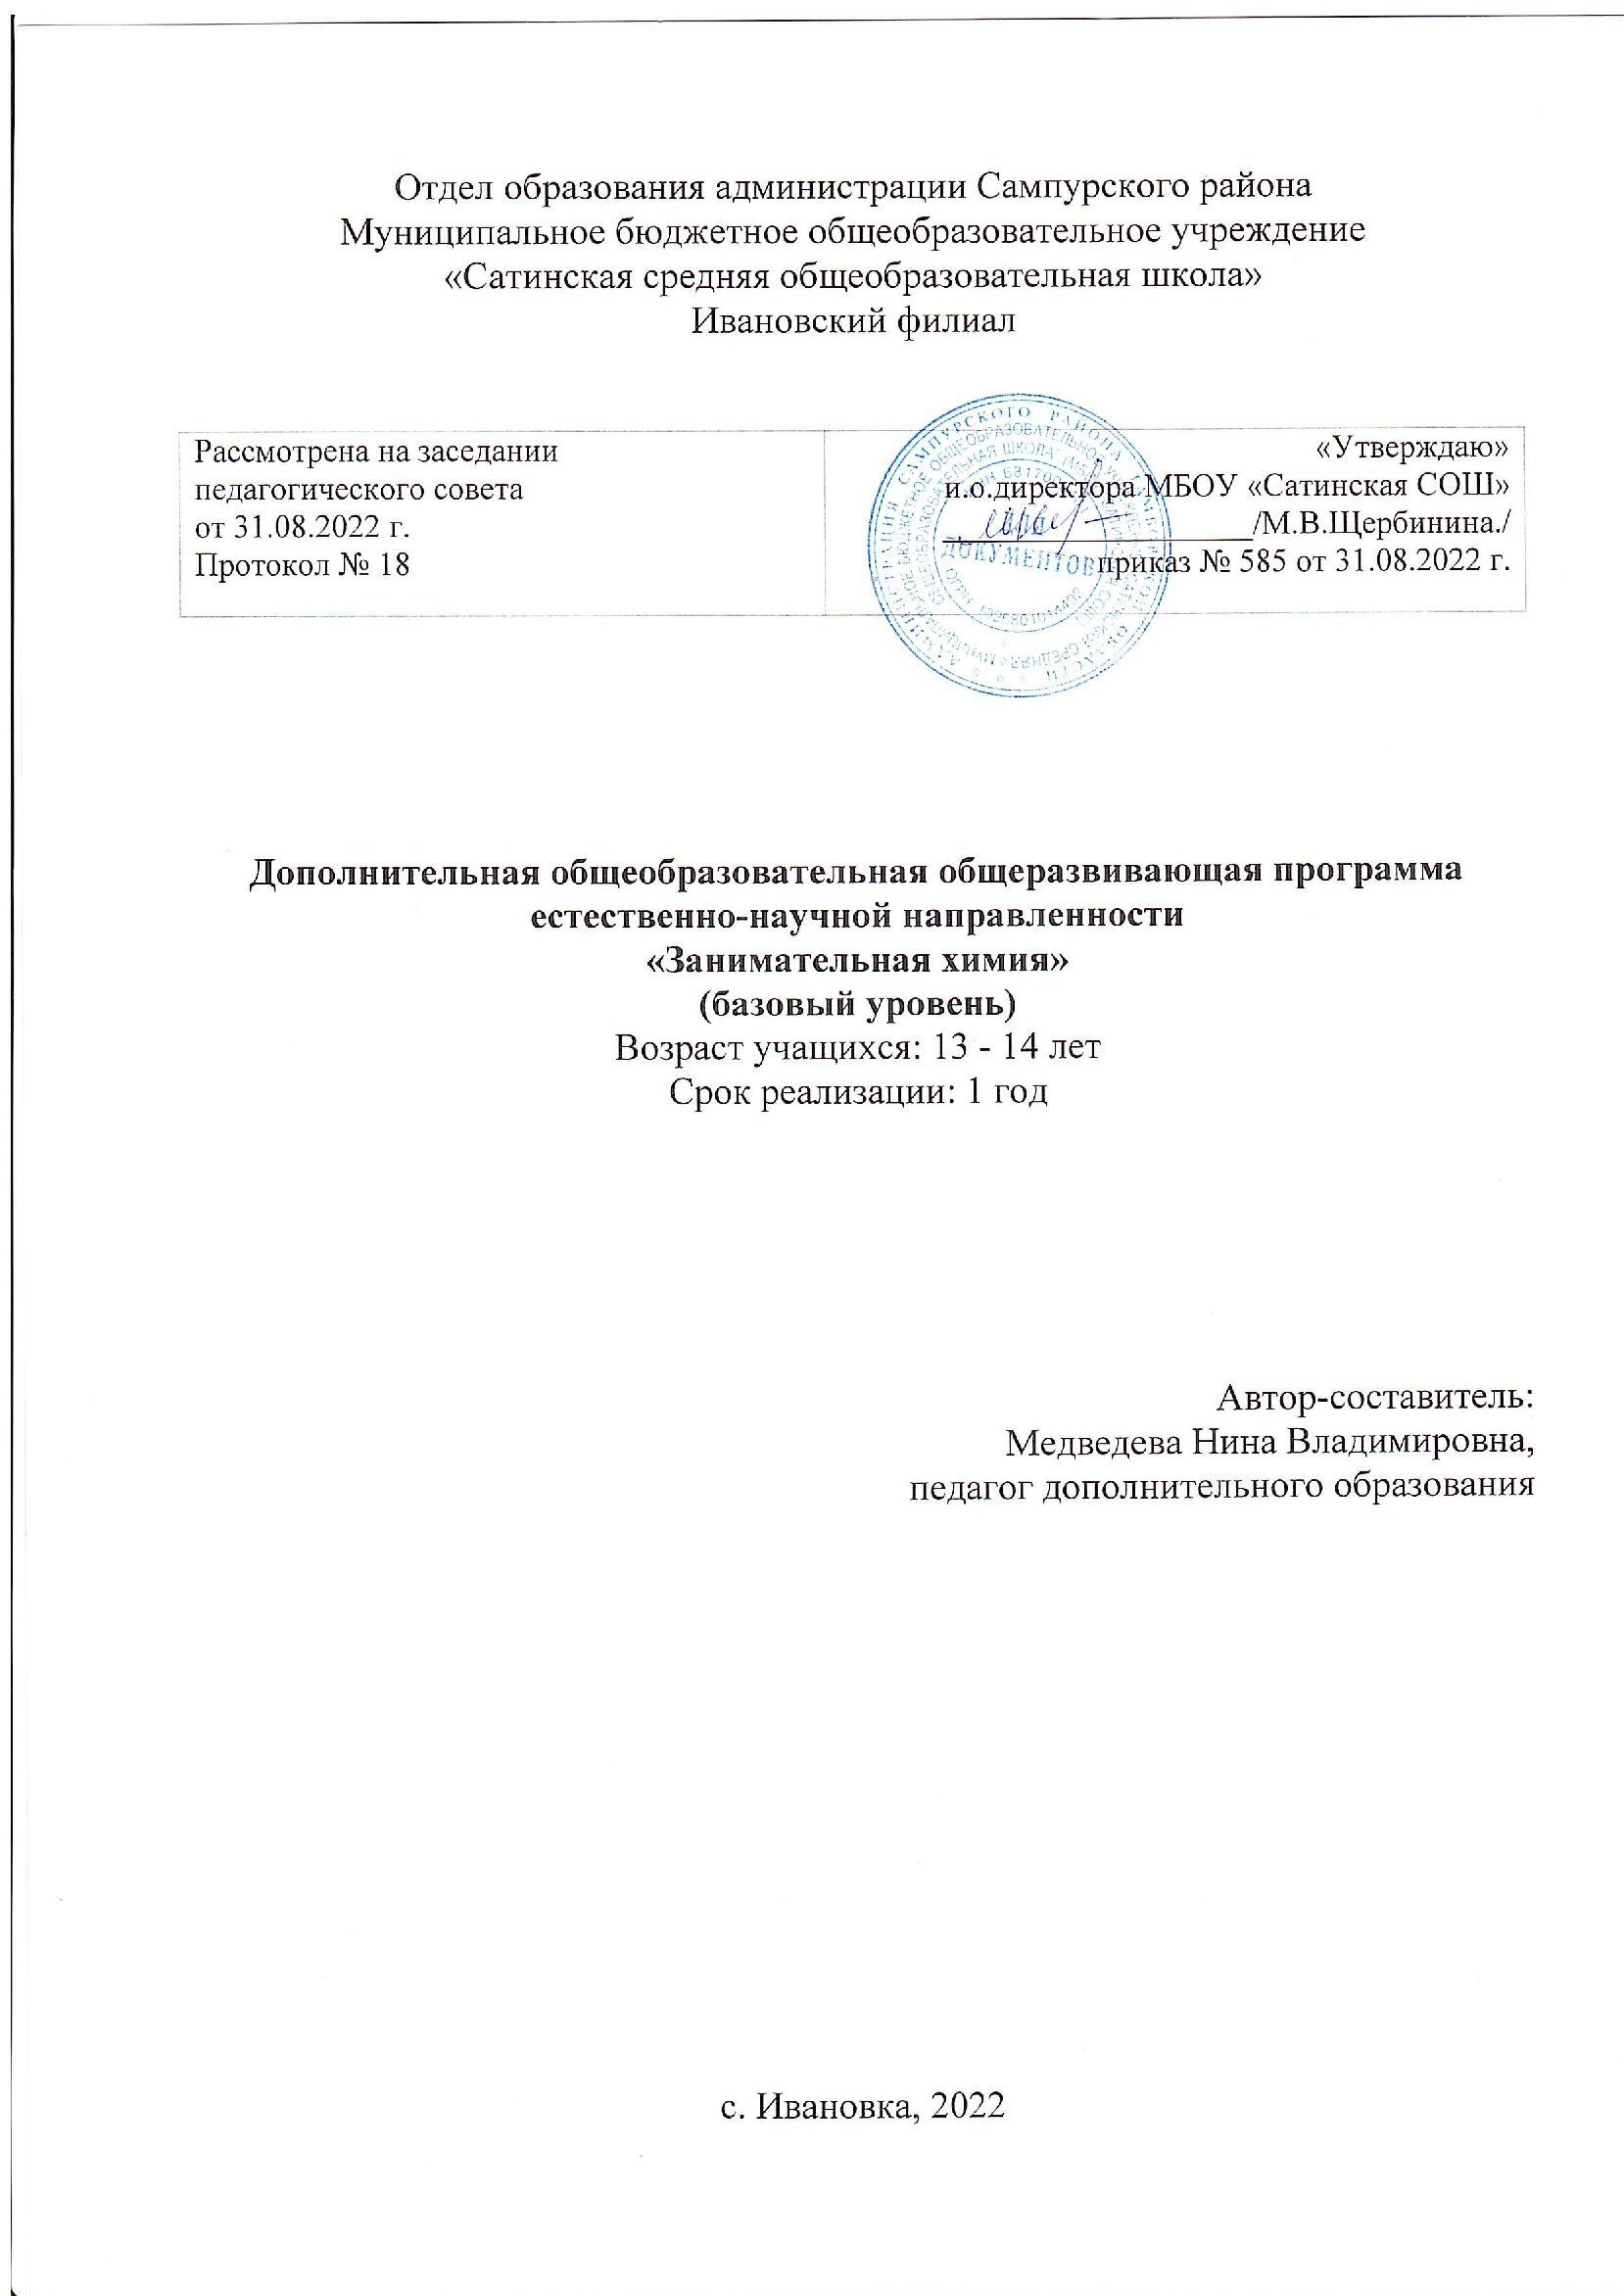 Отдел образования администрации Сампурского района
Муниципальное бюджетное общеобразовательное учреждение
«Сатинская средняя общеобразовательная школа»
Ивановский филиал
Рассмотрена на заседании
педагогического совета
от 31.08.2022 г.
Протокол № 18
«Утверждаю»
и.о.директора МБОУ «Сатинская СОШ»
/М.В.Щербинина./
приказ № 585 от 31.08.2022 г.
ДОКУМЕНТОВ
Дополнительная общеобразовательная общеразвивающая программа
естественно-научной направленности
«Занимательная химия»
(базовый уровень)
Возраст учащихся: 13 - 14 лет
Срок реализации: 1 год
Автор-составитель:
Медведева Нина Владимировна,
педагог дополнительного образования
с. Ивановка, 2022